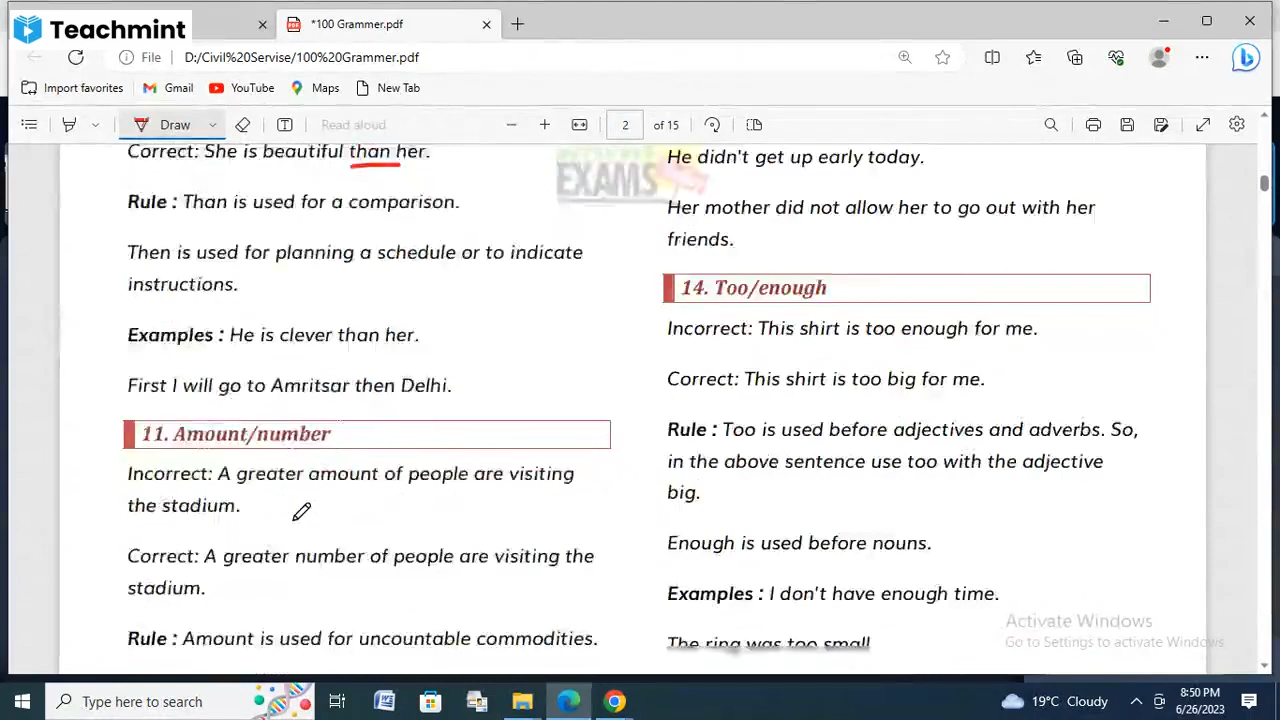 Teachmint
*100 Grammer.pdf
File
D:/Civil%20Servise/100%20Grammer.pdf
Import favorites
Gmail
YouTube
Maps
New Tab
Draw
Read aloud
2
of 15
Correct: She is beautiful than her.
Rule : Than is used for a comparison.
Then is used for planning a schedule or to indicate
instructions.
Examples : He is clever than her.
First I will go to Amritsar then Delhi.
11. Amount/number
Incorrect: A greater amount of people are visiting
the stadium.
Correct: A greater number of people are visiting the
stadium.
Rule : Amount is used for uncountable commodities.
EXAMS
He didn't get up early today.
Her mother did not allow her to go out with her
friends.
14. Too/enough
Incorrect: This shirt is too enough for me.
Correct: This shirt is too big for me.
Rule : Too is used before adjectives and adverbs. So,
in the above sentence use too with the adjective
big.
Enough is used before nouns.
Examples : I don't have enough time.
The ring was too small
Activate Windows
Go to Settings to activate Windows
Type here to search
19°C Cloudy
8:50 PM
6/26/2023